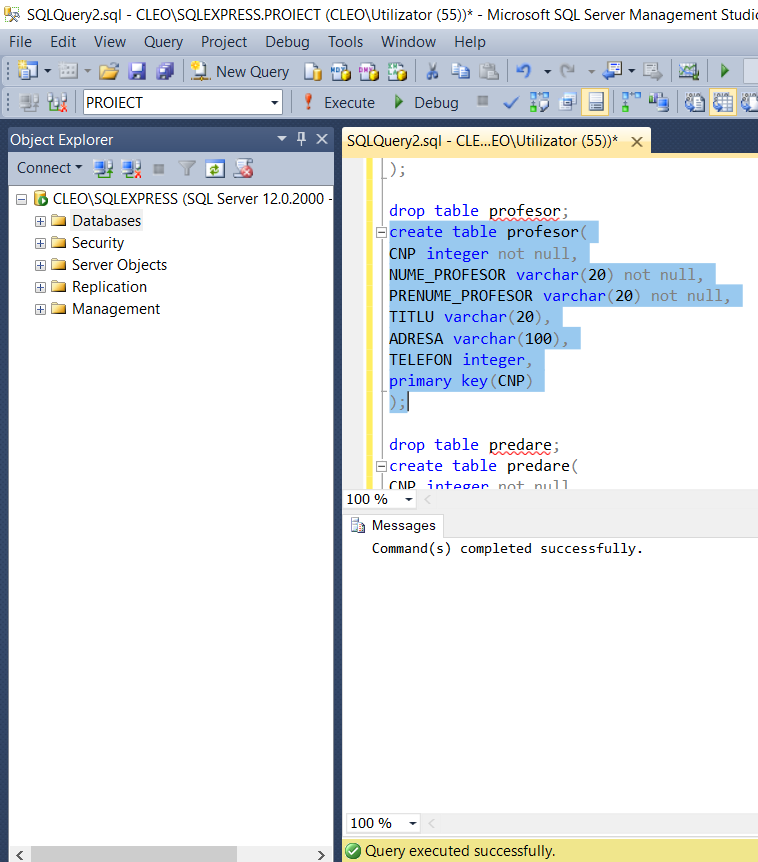 SQLQuery2.sql - CLEO\SQLEXPRESS.PROIECT (CLEO\Utilizator (55))* - Microsoft SQL Server Management Studio
File Edit View Query Project Debug Tools Window Help
New Query
PROIECT Execute Debug
Object Explorer
SQLQuery2.sql - CLE...EO\Utilizator (55))*
Connect
CLEO\SQLEXPRESS (SQL Server 12.0.2000 -
Databases
Security
Server Objects
Replication
Management
);
drop table profesor;
create table profesor(
CNP integer not null,
NUME_PROFESOR varchar(20) not null,
PRENUME_PROFESOR varchar(20) not null,
TITLU varchar(20),
ADRESA varchar(100),
TELEFON integer,
primary key(CNP)
);
drop table predare;
create table predare(
CNP integer not null
100 %
Messages
Command(s) completed successfully.
100 %
Query executed successfully.